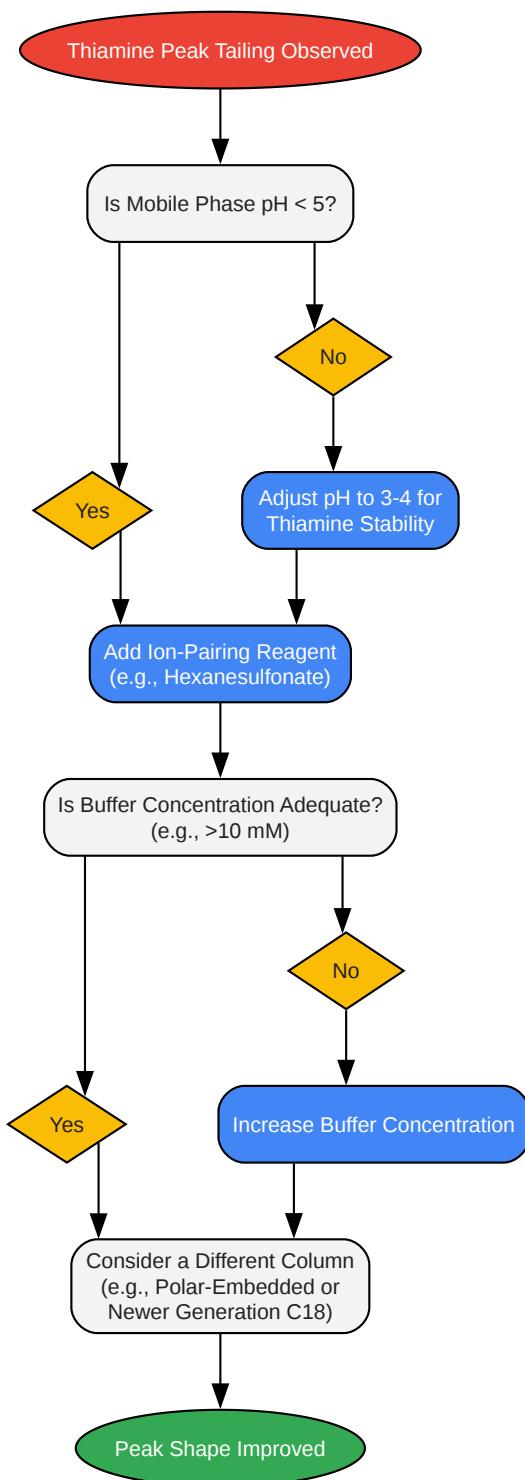 Thiamine Peak Tailing Observed
Is Mobile Phase pH < 5?
No
Yes
Adjust pH to 3-4 for
Thiamine Stability
Add Ion-Pairing Reagent
(e.g., Hexanesulfonate)
Is Buffer Concentration Adequate?
(e.g., >10 mM)
No
Yes
Increase Buffer Concentration
Consider a Different Column
(e.g., Polar-Embedded or
Newer Generation C18)
Peak Shape Improved